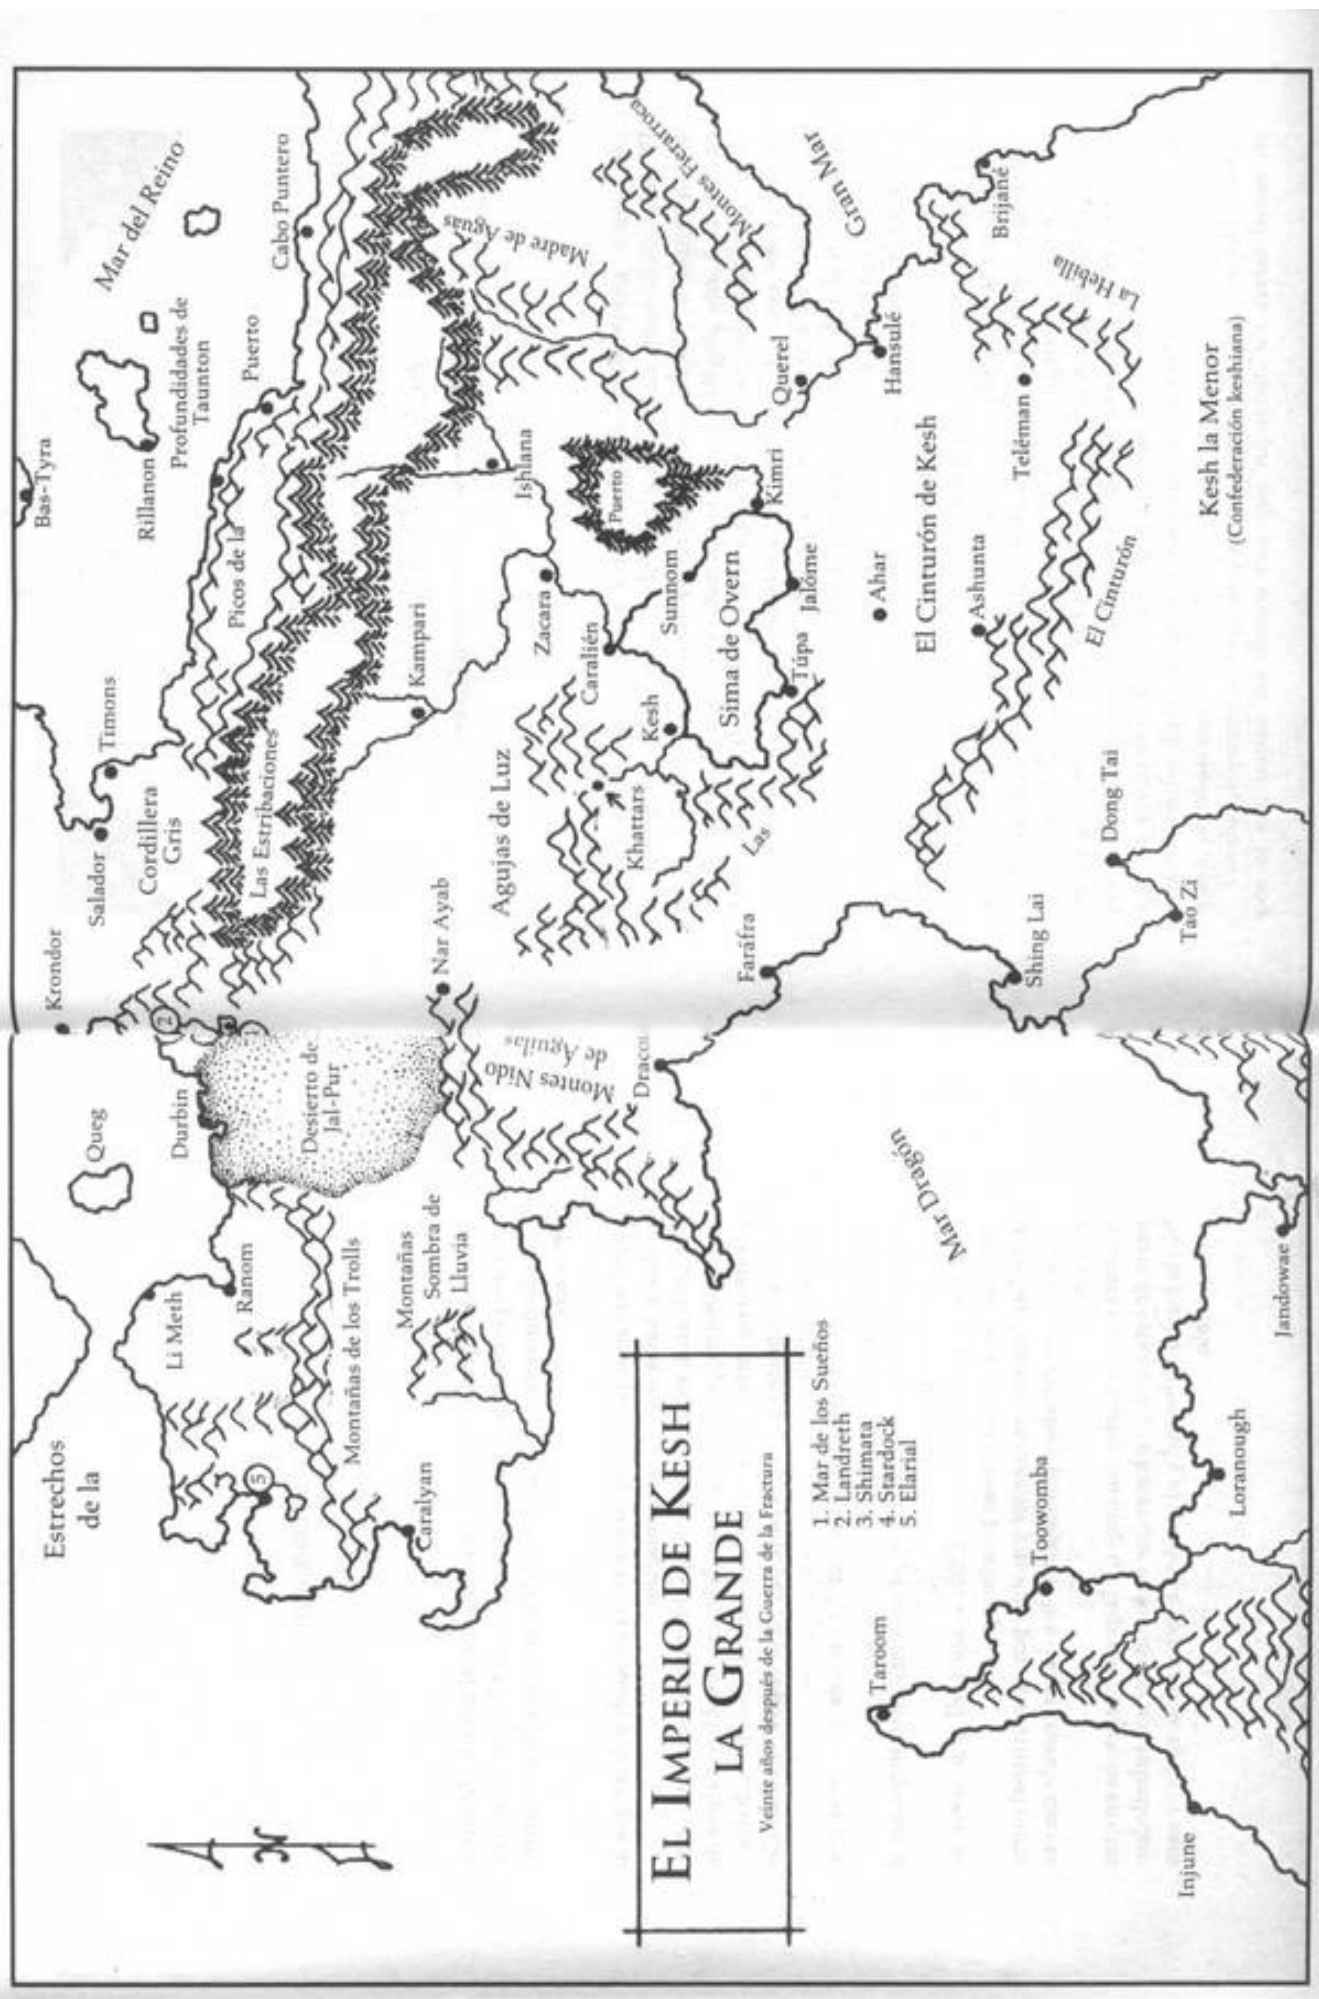 Estrechos
de la
Queg
Krondor
Bas-Tyra
Mar del Reino
Salador
Timons
Rillanon
Profundidades de
Taunton
Li Meth
Durbin
2
Cordillera
Gris
Ranom
5
1
Picos de la
Puerto
Cabo Puntero
Las Estribaciones
Desierto de
Jal-Pur
Montañas de los Trolls
Montañas
Sombra de
Lluvia
Caralyan
Nar Ayab
Kampari
Madre de Aguas
Montes Nido
de Águilas
Agujas de Luz
Zacara
Ishlana
Caralién
Puerto
Montes Fierarroca
Khattars
Kesh
Sunnom
EL IMPERIO DE KESH
LA GRANDE
Veinte años después de la Guerra de la Fractura
Faráfra
Las
Sima de Overn
Túpa
Jalóme
Kimri
Querel
Gran Mar
1. Mar de los Sueños
2. Landreth
3. Shimata
4. Stardock
5. Elarial
Mar Dragón
Ahar
Hansulé
El Cinturón de Kesh
Ashunta
Teléman
Brijané
Taroom
Toowomba
Shing Lai
Dong Tai
El Cinturón
La Hebilla
Injune
Loranough
Jandowae
Tao Zi
Kesh la Menor
(Confederación keshiana)